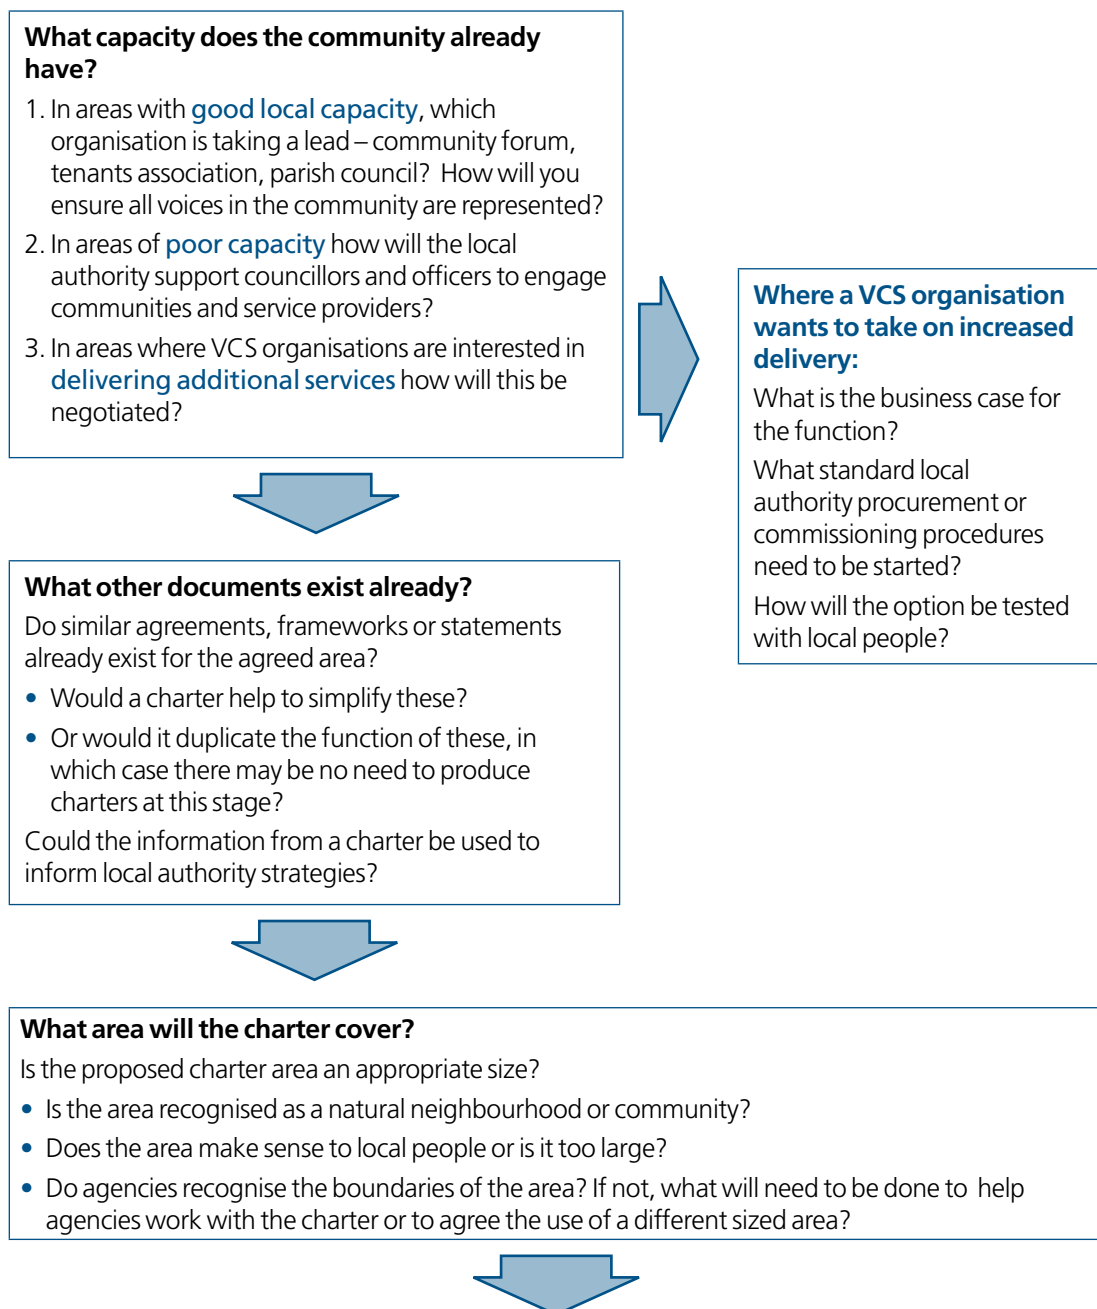 What capacity does the community already
have?
1. In areas with good local capacity, which
organisation is taking a lead – community forum,
tenants association, parish council? How will you
ensure all voices in the community are represented?
2. In areas of poor capacity how will the local
authority support councillors and officers to engage
communities and service providers?
3. In areas where VCS organisations are interested in
delivering additional services how will this be
negotiated?
Where a VCS organisation
wants to take on increased
delivery:
What is the business case for
the function?
What standard local
authority procurement or
commissioning procedures
need to be started?
How will the option be tested
with local people?
What other documents exist already?
Do similar agreements, frameworks or statements
already exist for the agreed area?
• Would a charter help to simplify these?
• Or would it duplicate the function of these, in
which case there may be no need to produce
charters at this stage?
Could the information from a charter be used to
inform local authority strategies?
What area will the charter cover?
Is the proposed charter area an appropriate size?
• Is the area recognised as a natural neighbourhood or community?
• Does the area make sense to local people or is it too large?
• Do agencies recognise the boundaries of the area? If not, what will need to be done to help
agencies work with the charter or to agree the use of a different sized area?